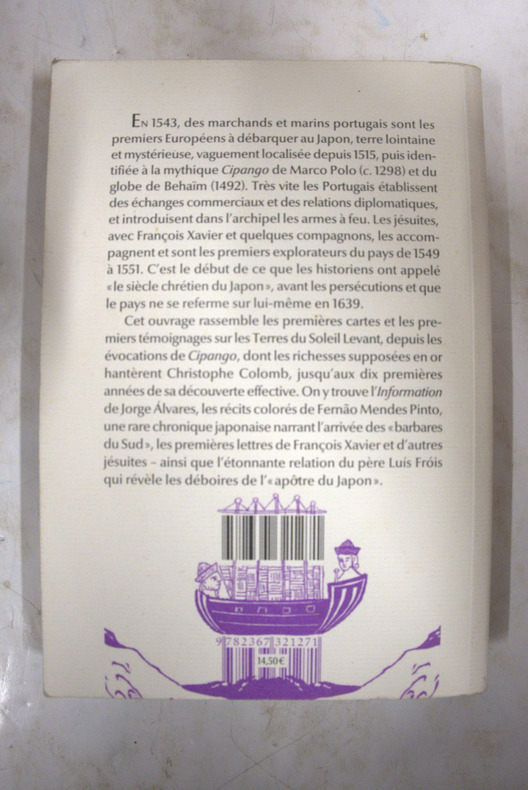 En 1543, des marchands et marins portugais sont les
premiers Européens à débarquer au Japon, terre lointaine
et mystérieuse, vaguement localisée depuis 1515, puis iden-
tifiée à la mythique Cipango de Marco Polo (c. 1298) et du
globe de Behaïm (1492). Très vite les Portugais établissent
des échanges commerciaux et des relations diplomatiques,
et introduisent dans l'archipel les armes à feu. Les jésuites,
avec François Xavier et quelques compagnons, les accom-
pagnent et sont les premiers explorateurs du pays de 1549
à 1551. C'est le début de ce que les historiens ont appelé
« le siècle chrétien du Japon », avant les persécutions et que
le pays ne se referme sur lui-même en 1639.
Cet ouvrage rassemble les premières cartes et les pre-
miers témoignages sur les Terres du Soleil Levant, depuis les
évocations de Cipango, dont les richesses supposées en or
hantèrent Christophe Colomb, jusqu'aux dix premières
années de sa découverte effective. On y trouve l'Information
de Jorge Álvares, les récits colorés de Fernão Mendes Pinto,
une rare chronique japonaise narrant l'arrivée des « barbares
du Sud », les premières lettres de François Xavier et d'autres
jésuites – ainsi que l'étonnante relation du père Luís Fróis
qui révèle les déboires de l'« apôtre du Japon ».
9 782367 321271
14,50 €